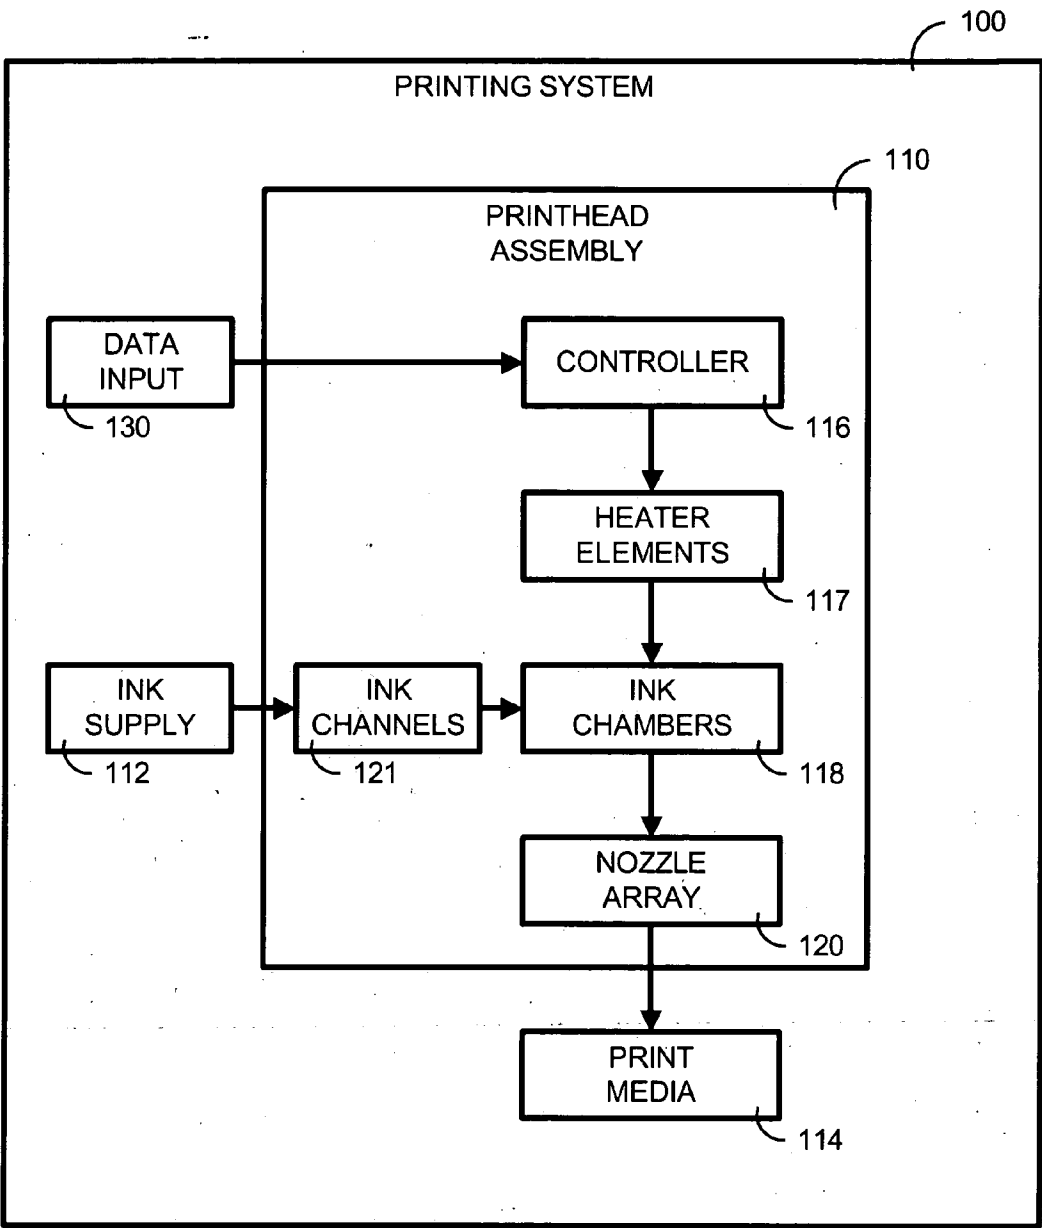 100
PRINTING SYSTEM
110
PRINTHEAD
ASSEMBLY
DATA
INPUT
130
CONTROLLER
116
HEATER
ELEMENTS
117
INK
SUPPLY
112
INK
CHANNELS
121
INK
CHAMBERS
118
NOZZLE
ARRAY
120
PRINT
MEDIA
114